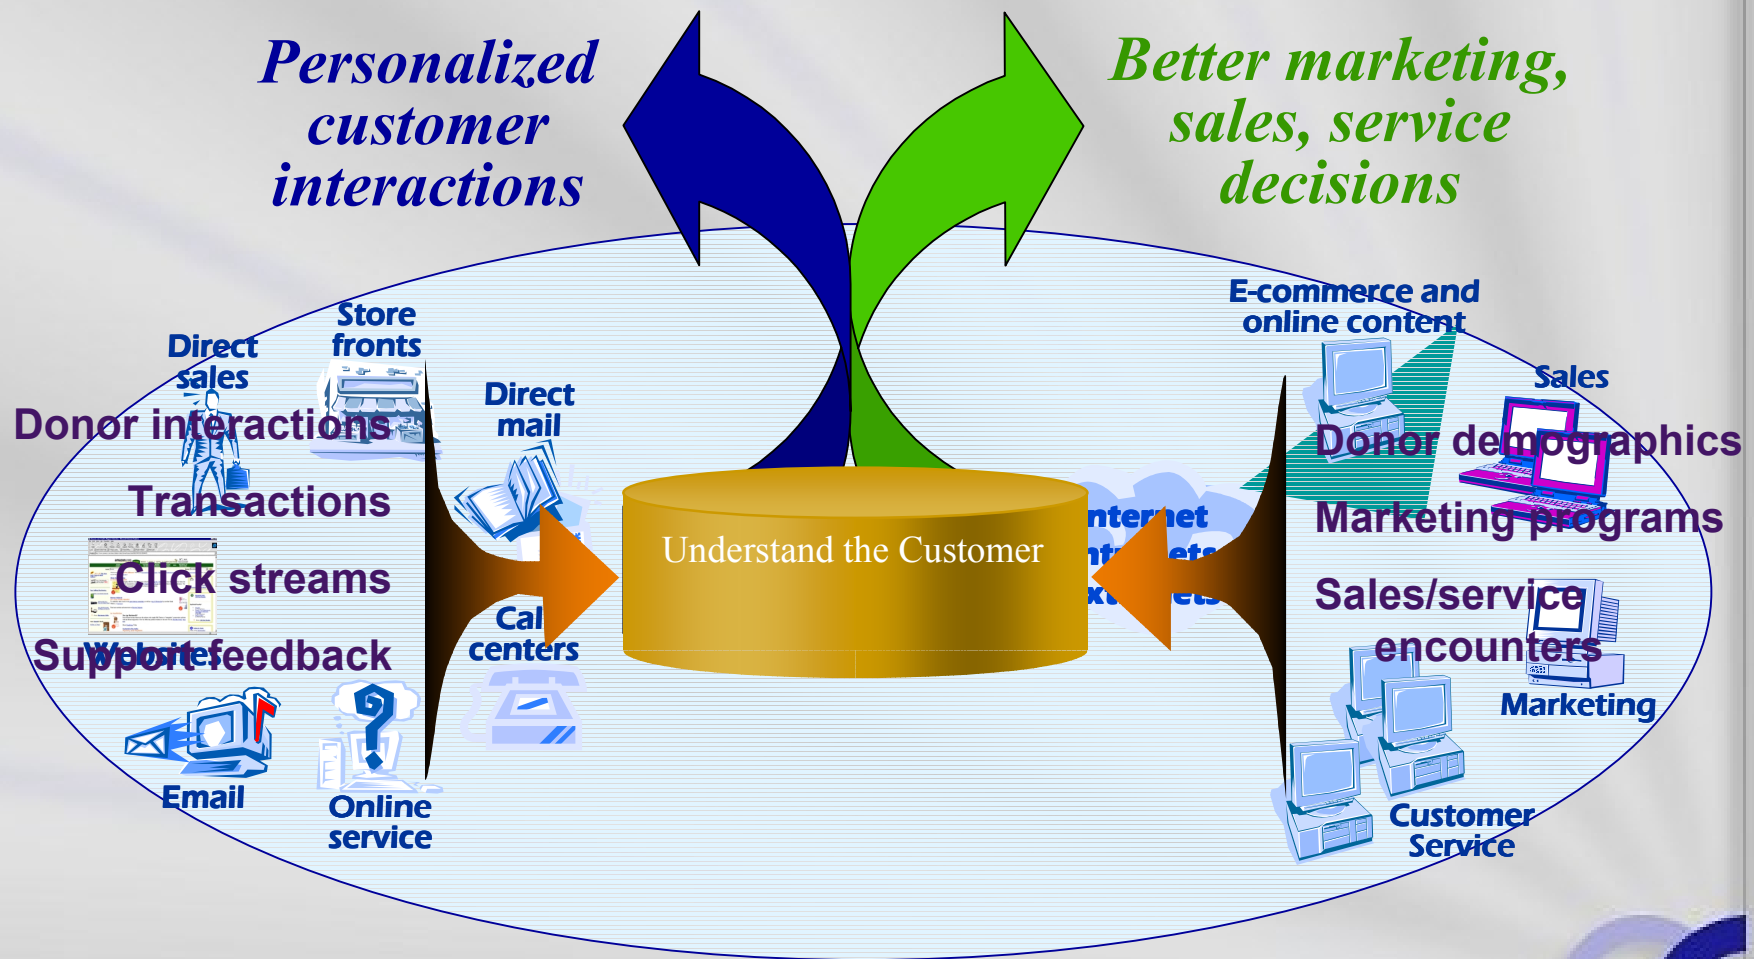 Personalized
customer
interactions
Better marketing,
sales, service
decisions
Store
fronts
Direct
sales
Direct
mail
Donor interactions
Transactions
Click streams
Support feedback
Websites
Call
centers
Email
Online
service
Understand the Customer
E-commerce and
online content
Sales
Donor demographics
Marketing programs
Sales/service
encounters
Marketing
Customer
Service